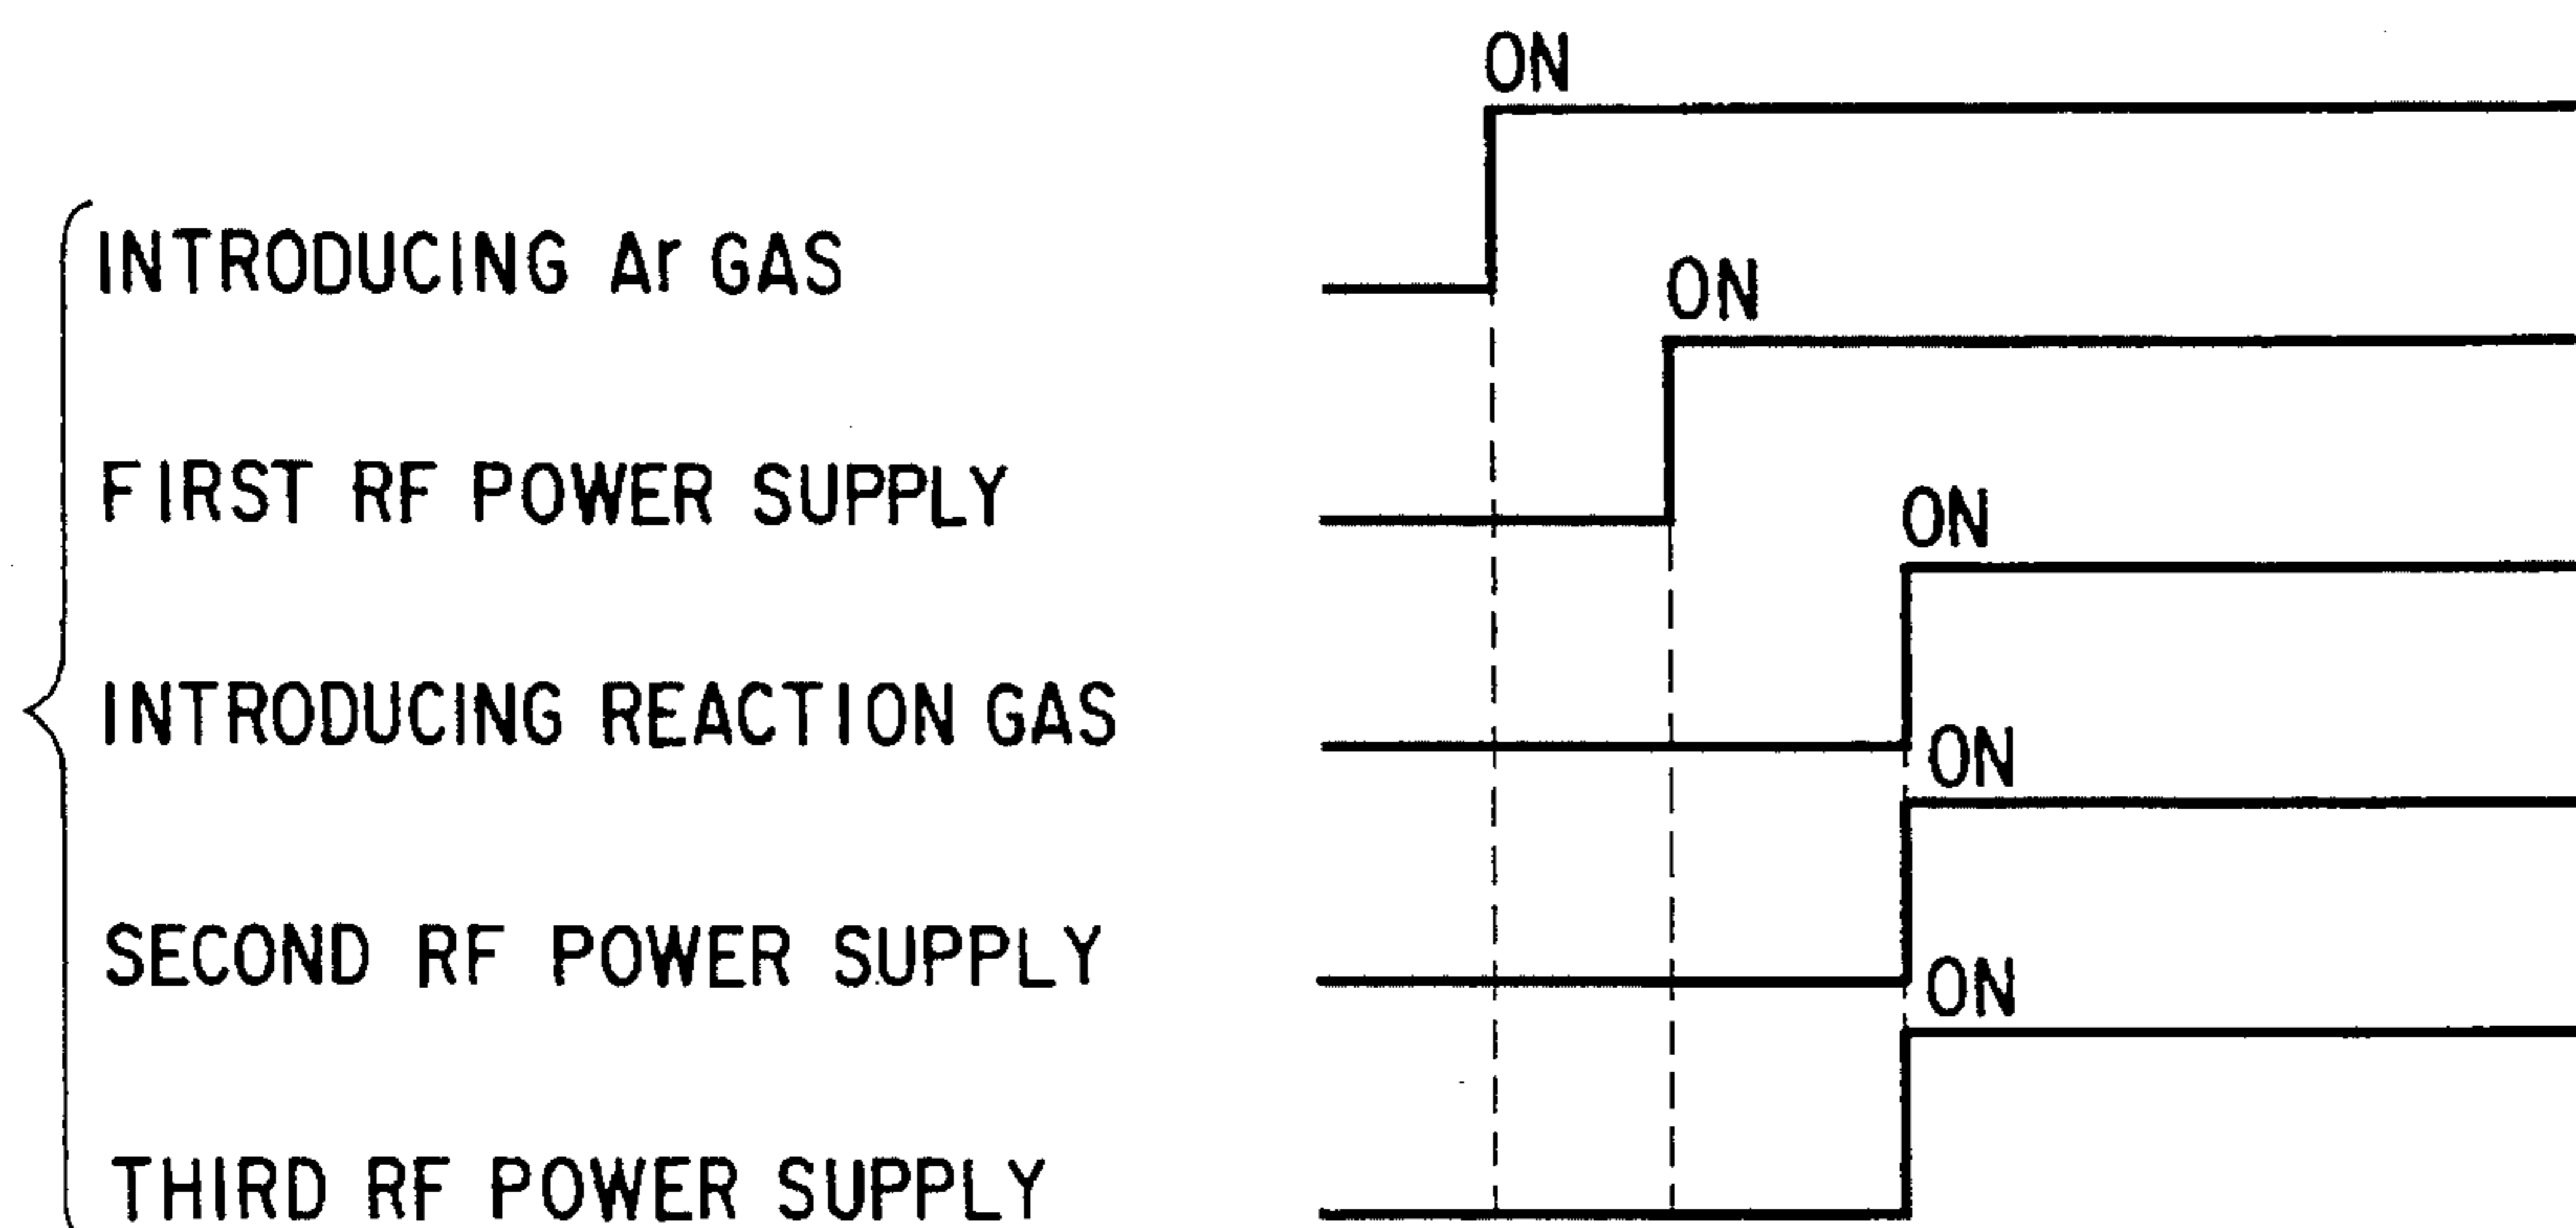 ON
INTRODUCING Ar GAS
ON
FIRST RF POWER SUPPLY
ON
INTRODUCING REACTION GAS
ON
SECOND RF POWER SUPPLY
ON
THIRD RF POWER SUPPLY